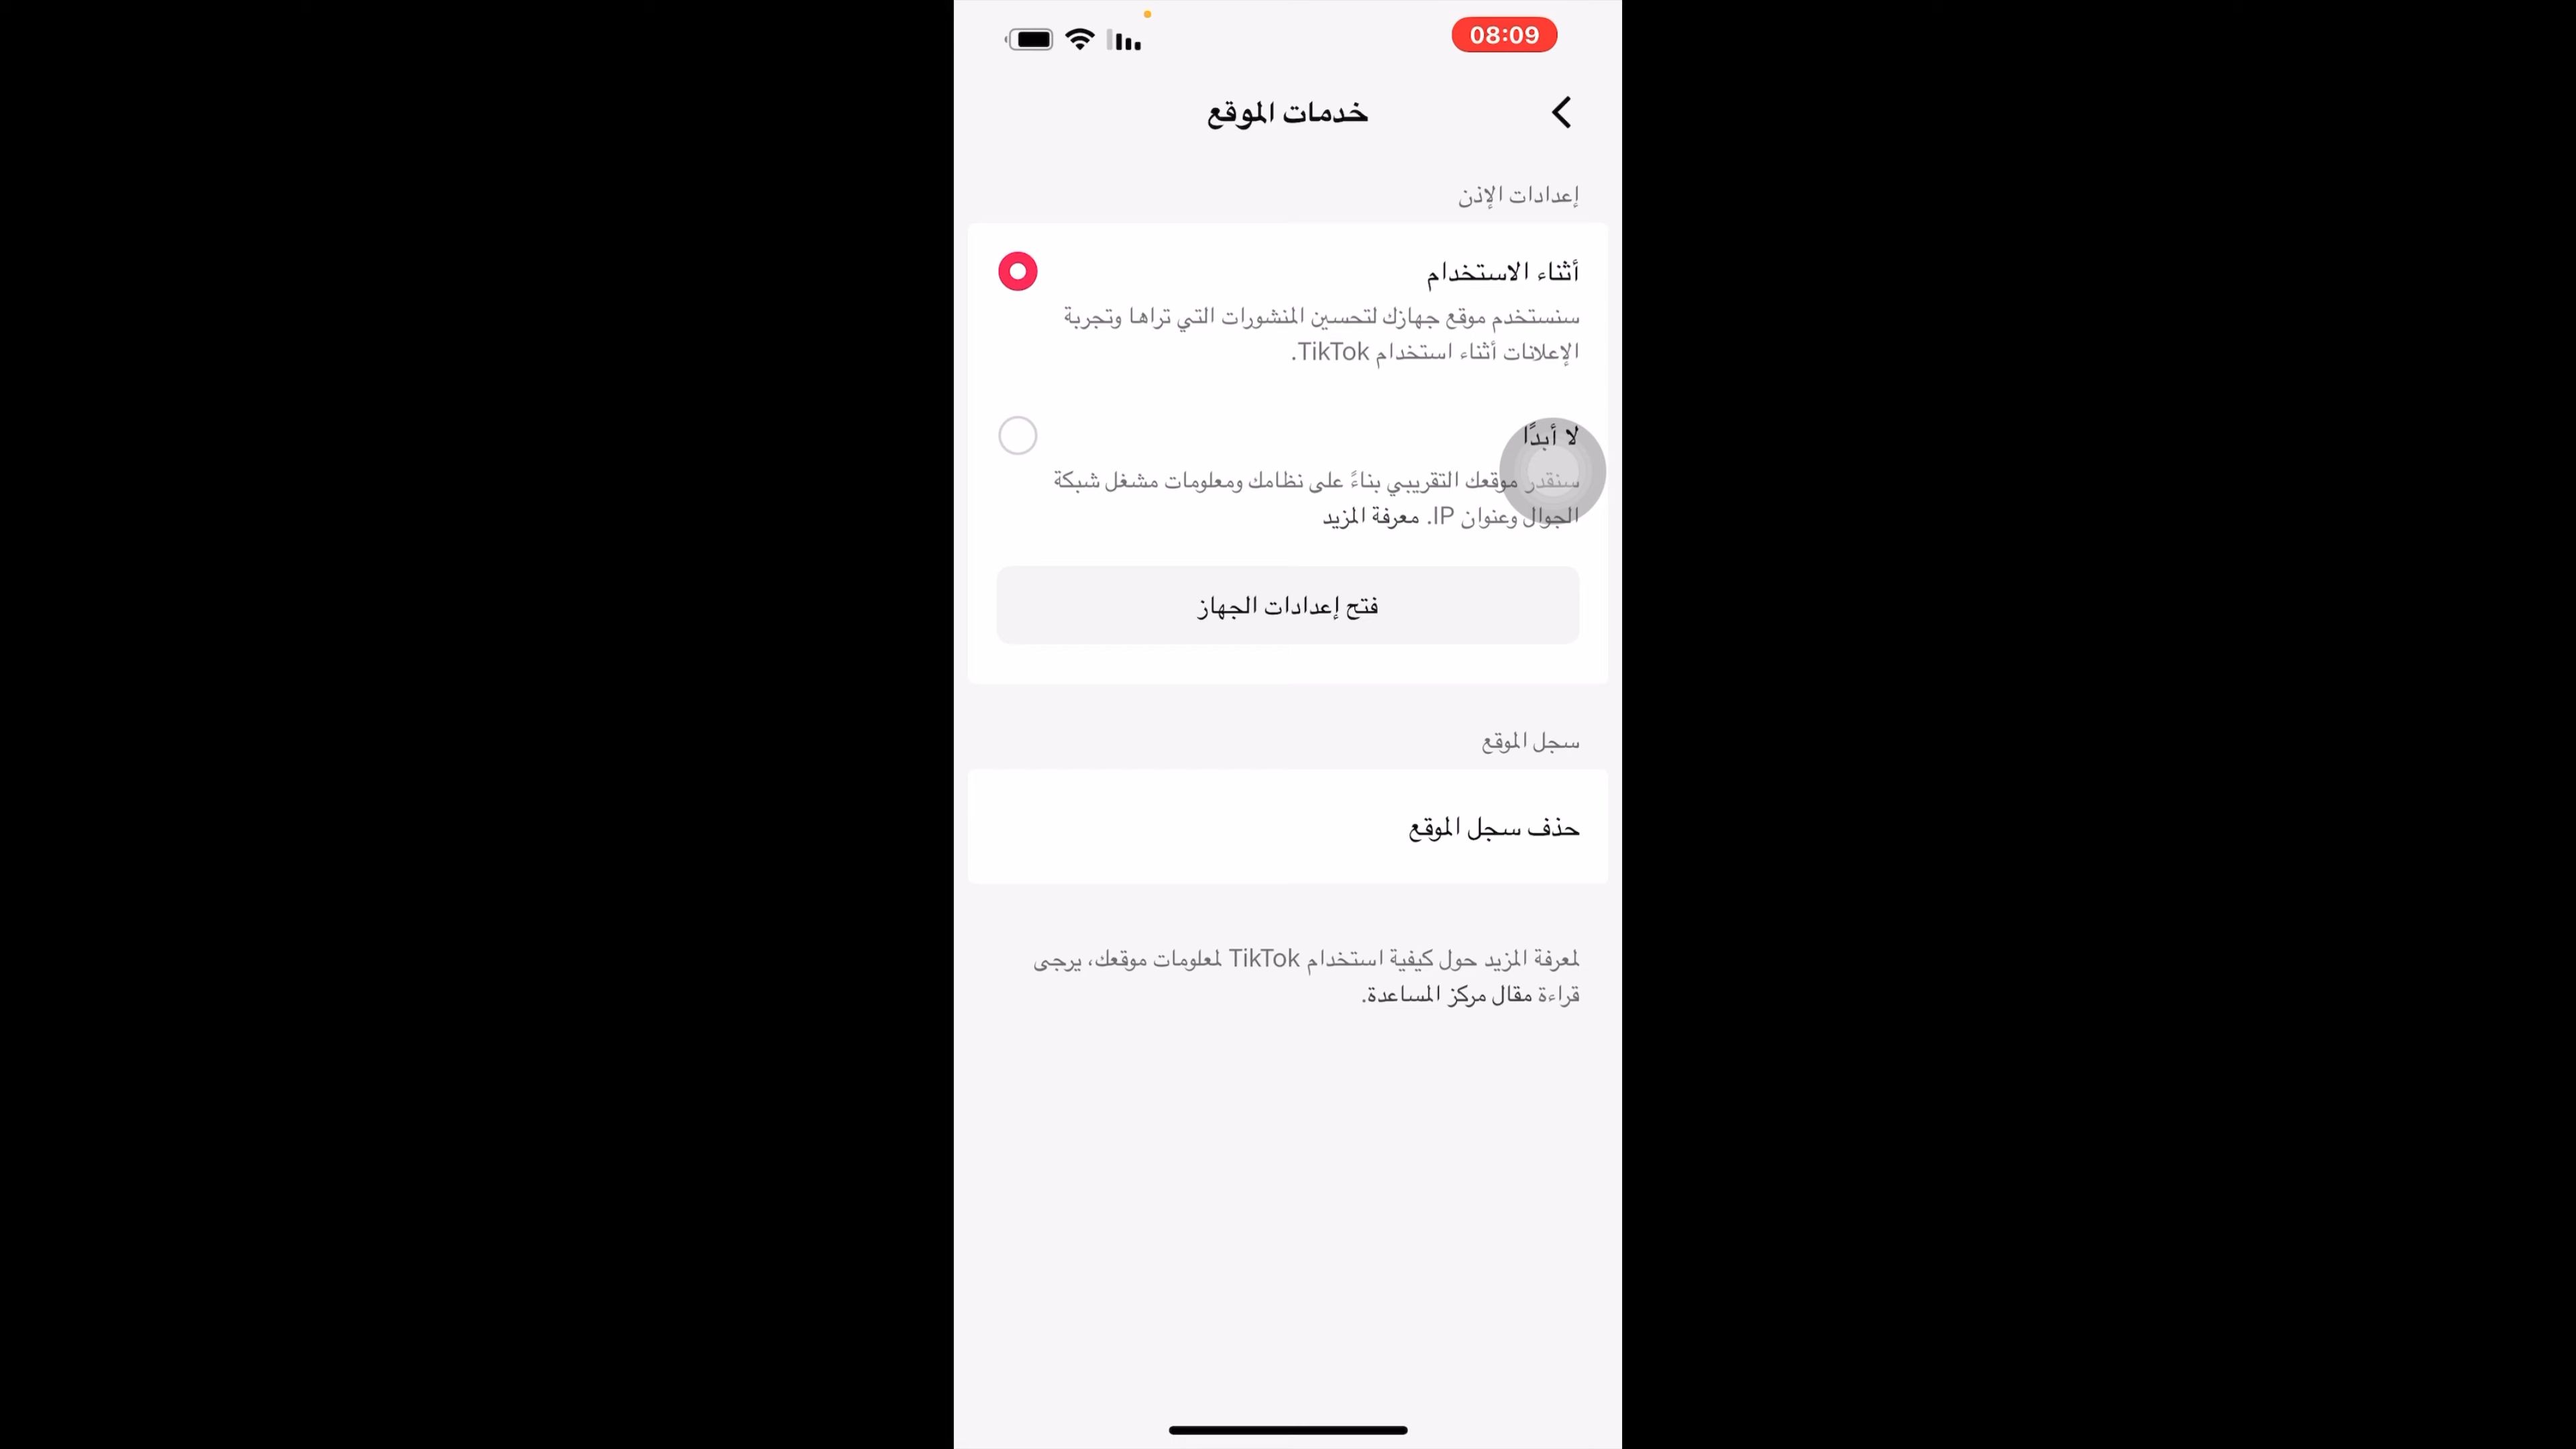 08:09
خدمات الموقع
إعدادات الإذن
أثناء الاستخدام
سنستخدم موقع جهازك لتحسين المنشورات التي تراها وتجربة
الإعلانات أثناء استخدام TikTok.
لا أبدًا
سنقدر موقعك التقريبي بناءً على نظامك ومعلومات مشغل شبكة
الجوال وعنوان IP. معرفة المزيد
فتح إعدادات الجهاز
سجل الموقع
حذف سجل الموقع
لمعرفة المزيد حول كيفية استخدام TikTok لمعلومات موقعك، يرجى
قراءة مقال مركز المساعدة.